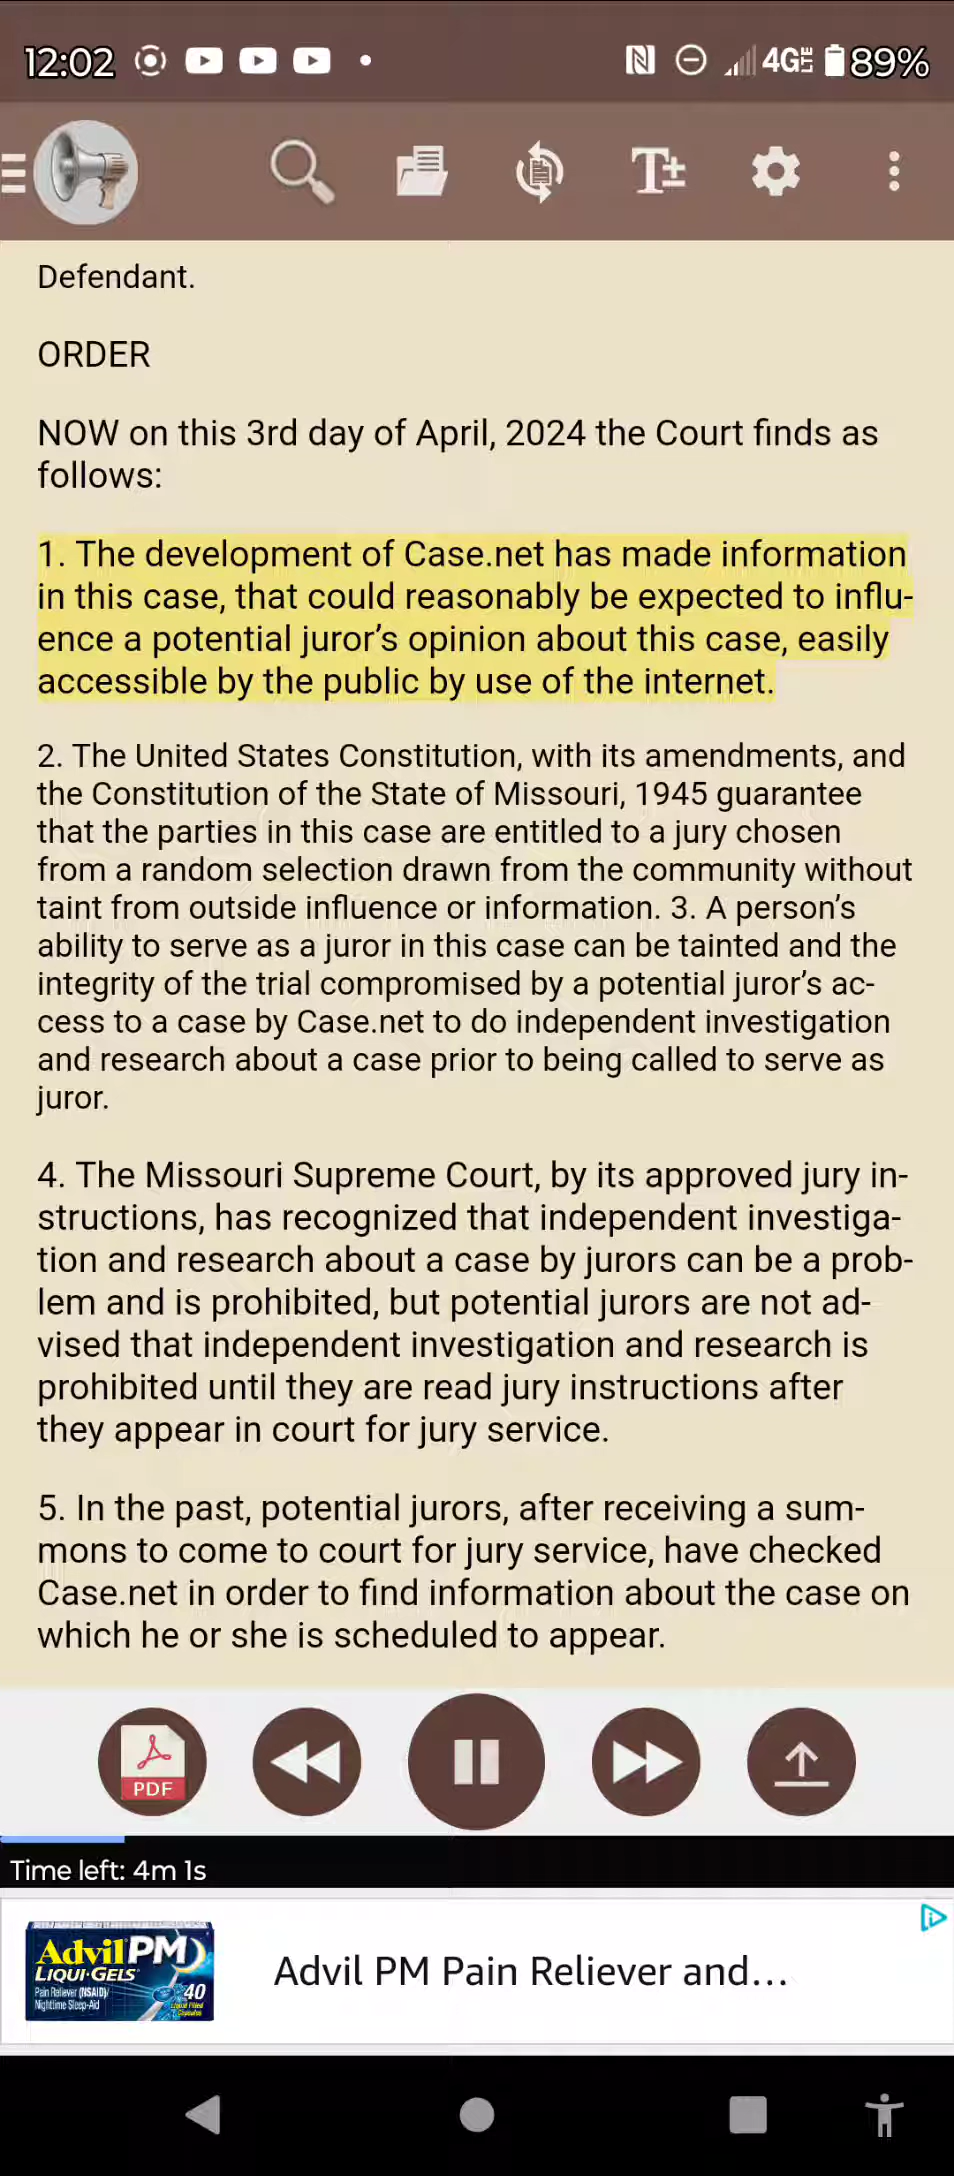 12:02
4G LTE 89%
T±
Defendant.
ORDER
NOW on this 3rd day of April, 2024 the Court finds as
follows:
1. The development of Case.net has made information
in this case, that could reasonably be expected to influ-
ence a potential juror’s opinion about this case, easily
accessible by the public by use of the internet.
2. The United States Constitution, with its amendments, and
the Constitution of the State of Missouri, 1945 guarantee
that the parties in this case are entitled to a jury chosen
from a random selection drawn from the community without
taint from outside influence or information. 3. A person’s
ability to serve as a juror in this case can be tainted and the
integrity of the trial compromised by a potential juror’s ac-
cess to a case by Case.net to do independent investigation
and research about a case prior to being called to serve as
juror.
4. The Missouri Supreme Court, by its approved jury in-
structions, has recognized that independent investiga-
tion and research about a case by jurors can be a prob-
lem and is prohibited, but potential jurors are not ad-
vised that independent investigation and research is
prohibited until they are read jury instructions after
they appear in court for jury service.
5. In the past, potential jurors, after receiving a sum-
mons to come to court for jury service, have checked
Case.net in order to find information about the case on
which he or she is scheduled to appear.
PDF
Time left: 4m 1s
Advil PM
LIQUI·GELS
Pain Reliever (NSAID)/
Nighttime Sleep-Aid
40
Liquid Filled
Capsules
Advil PM Pain Reliever and...